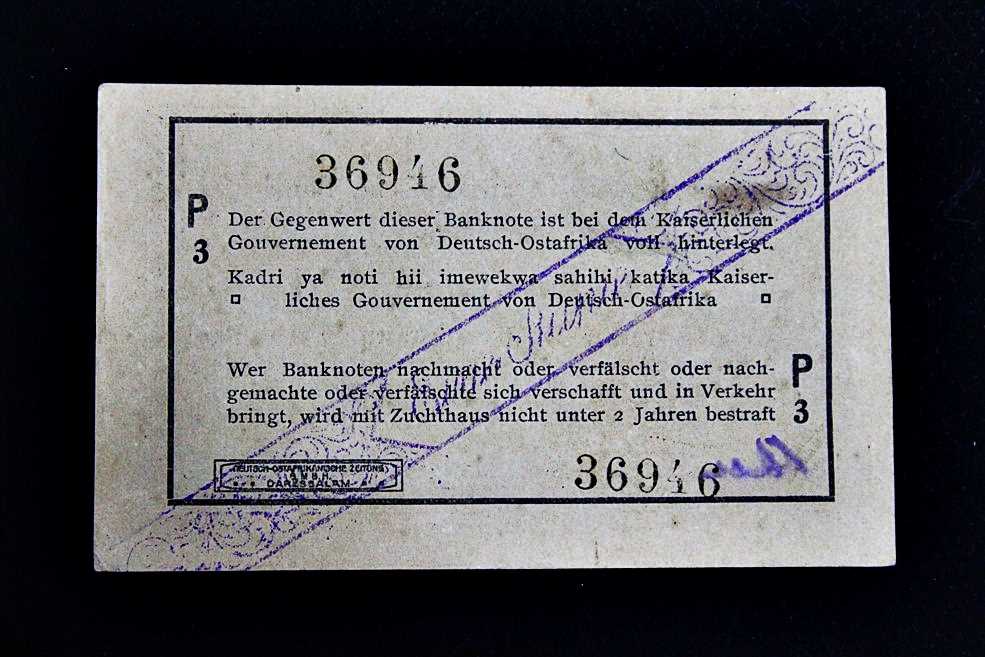 36946
P
3
Der Gegenwert dieser Banknote ist bei dem Kaiserlichen
Gouvernement von Deutsch-Ostafrika voll hinterlegt.
Kadri ya noti hii imewekwa sahihi katika Kaiser-
liches Gouvernement von Deutsch-Ostafrika
Wer Banknoten nachmacht oder verfälscht oder nach-
gemachte oder verfälschte sich verschafft und in Verkehr
bringt, wird mit Zuchthaus nicht unter 2 Jahren bestraft
P
3
DEUTSCH-OSTAFRIKANISCHE ZEITUNG
G.M.B.H.
DARESSALAM
36946